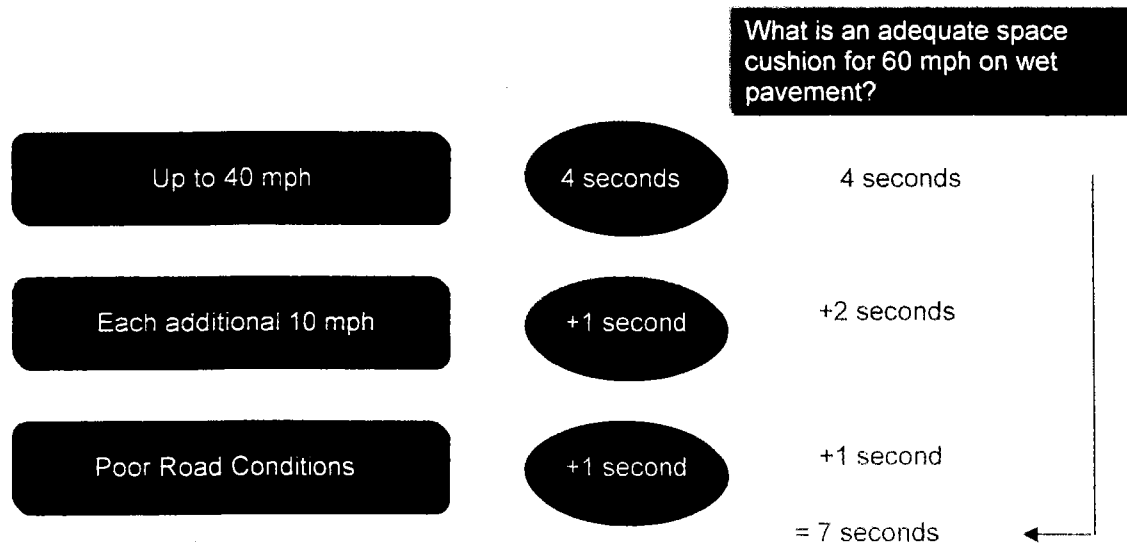 What is an adequate space
cushion for 60 mph on wet
pavement?
Up to 40 mph
4 seconds
4 seconds
Each additional 10 mph
+1 second
+2 seconds
Poor Road Conditions
+1 second
+1 second
= 7 seconds